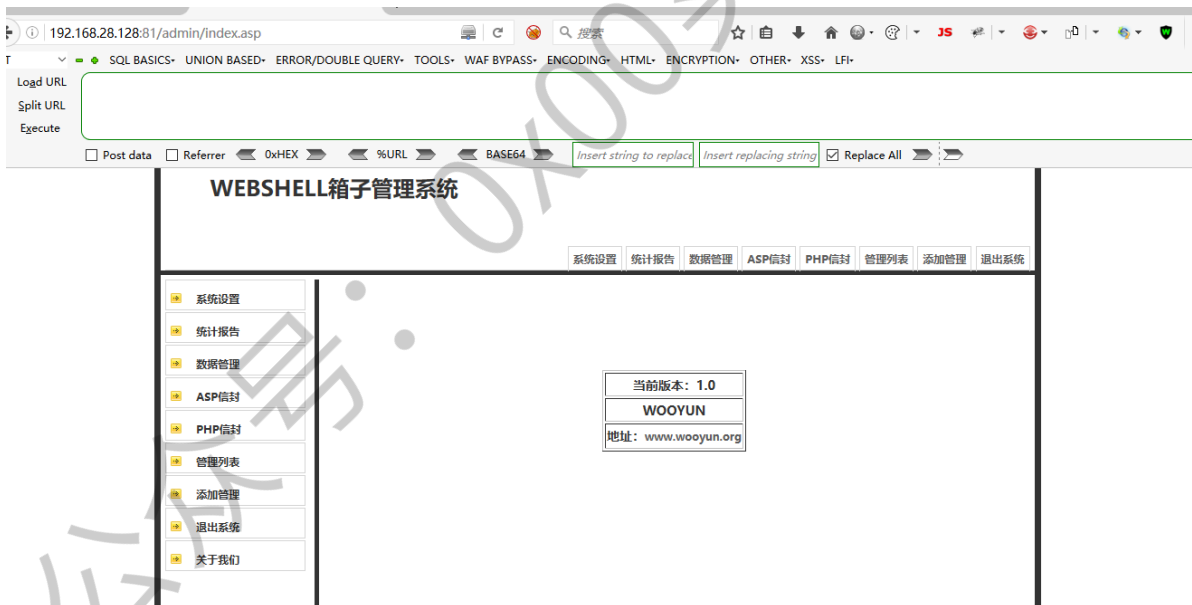 192.168.28.128:81/admin/index.asp
搜索
JS
SQL BASICS UNION BASED ERROR/DOUBLE QUERY TOOLS WAF BYPASS ENCODING HTML ENCRYPTION OTHER XSS LFI
Load URL
Split URL
Execute
Post data Referrer 0xHEX %URL BASE64 Insert string to replace Insert replacing string Replace All
WEBSHELL箱子管理系统
系统设置 统计报告 数据管理 ASP信封 PHP信封 管理列表 添加管理 退出系统
系统设置
统计报告
数据管理
ASP信封
PHP信封
管理列表
添加管理
退出系统
关于我们
当前版本：1.0
WOOYUN
地址：www.wooyun.org
公众号：0x00